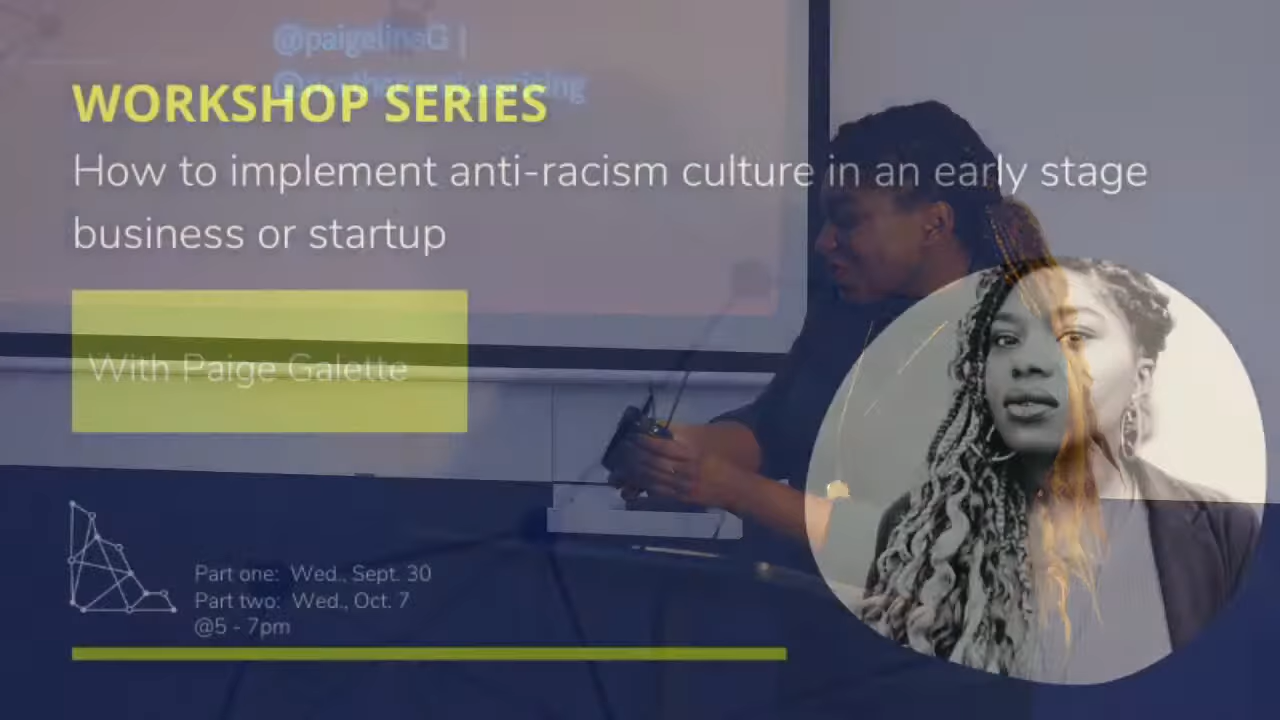 @paigelinaG |
WORKSHOP SERIES
How to implement anti-racism culture in an early stage
business or startup
With Paige Galette
Part one: Wed., Sept. 30
Part two: Wed., Oct. 7
@5 - 7pm